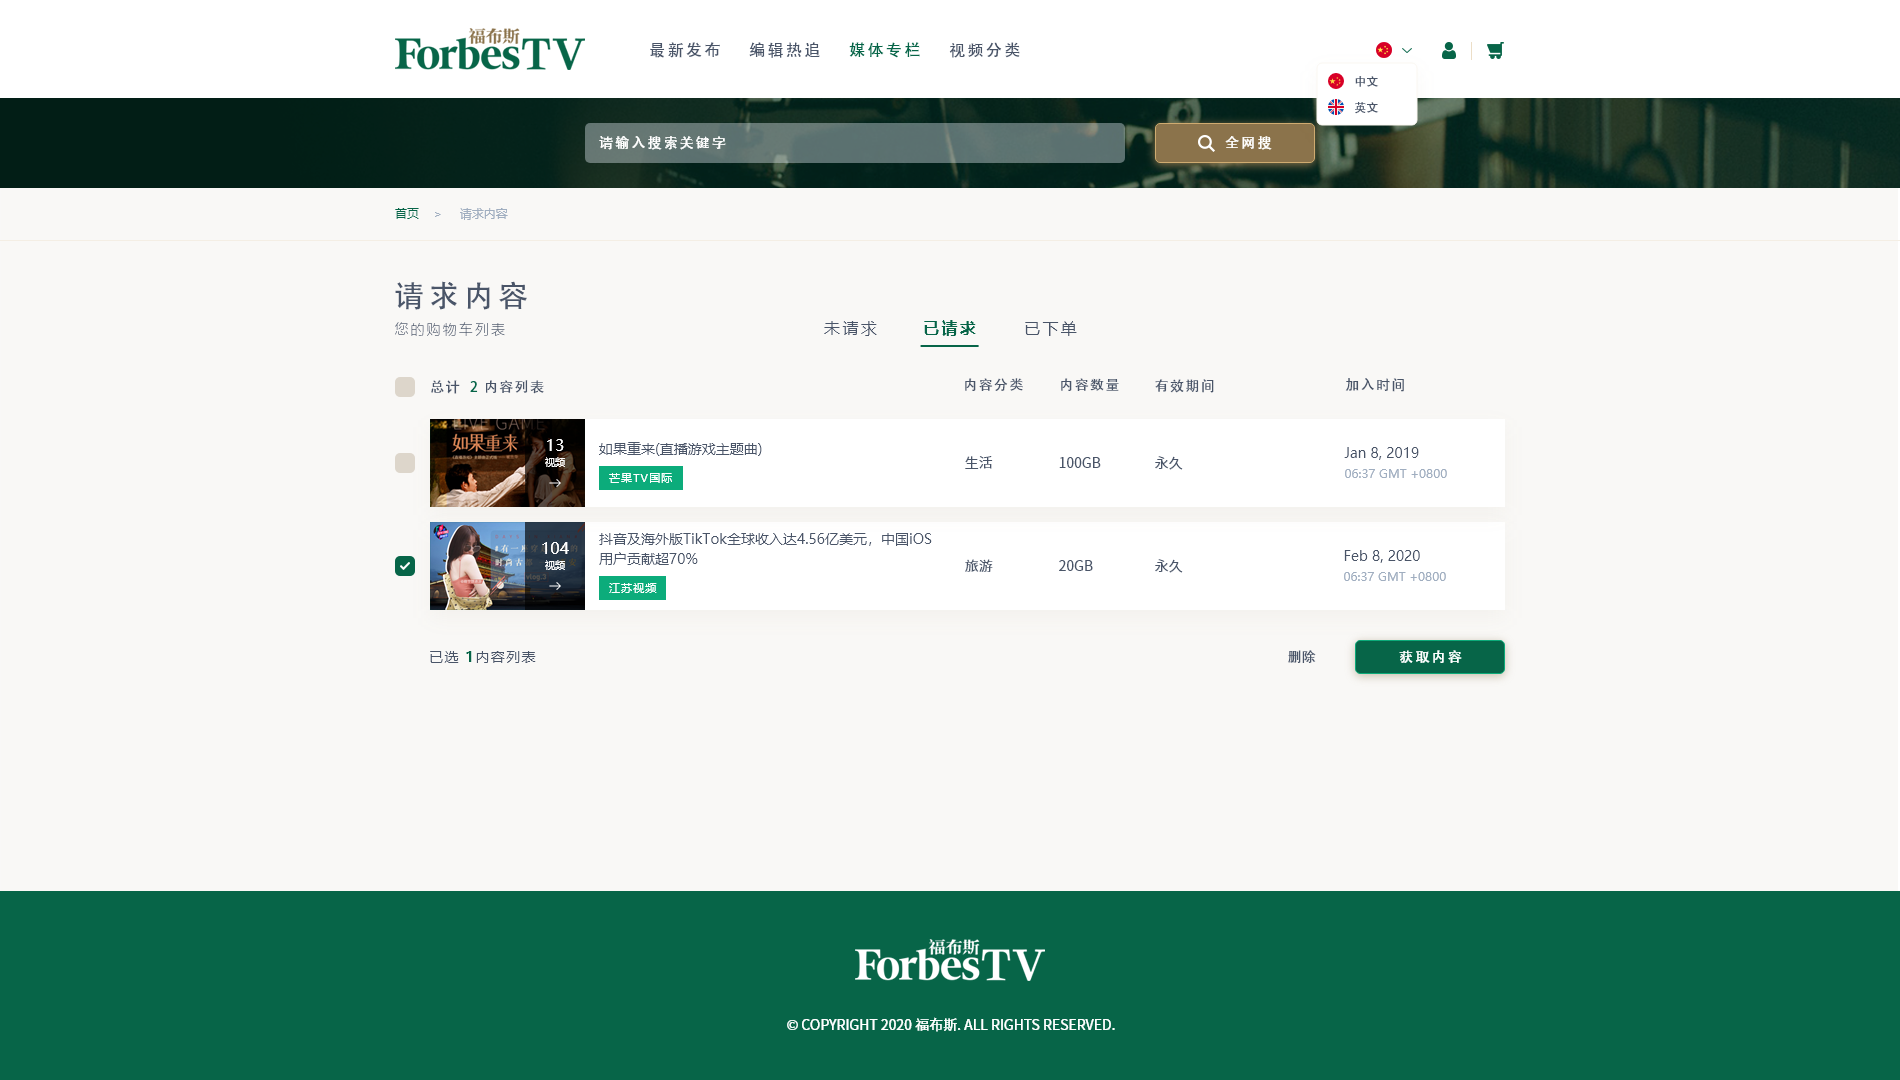 福布斯
ForbesTV
最新发布
编辑热追
媒体专栏
视频分类
中文
英文
请输入搜索关键字
全网搜
首页 > 请求内容
请求内容
您的购物车列表
未请求
已请求
已下单
总计 2 内容列表
内容分类
内容数量
有效期间
加入时间
LIVE GAME
如果重来
13
视频
如果重来(直播游戏主题曲)
芒果TV国际
生活
100GB
永久
Jan 8, 2019
06:37 GMT +0800
104
视频
抖音及海外版TikTok全球收入达4.56亿美元，中国iOS
用户贡献超70%
江苏视频
旅游
20GB
永久
Feb 8, 2020
06:37 GMT +0800
已选 1内容列表
删除
获取内容
福布斯
ForbesTV
© COPYRIGHT 2020 福布斯. ALL RIGHTS RESERVED.